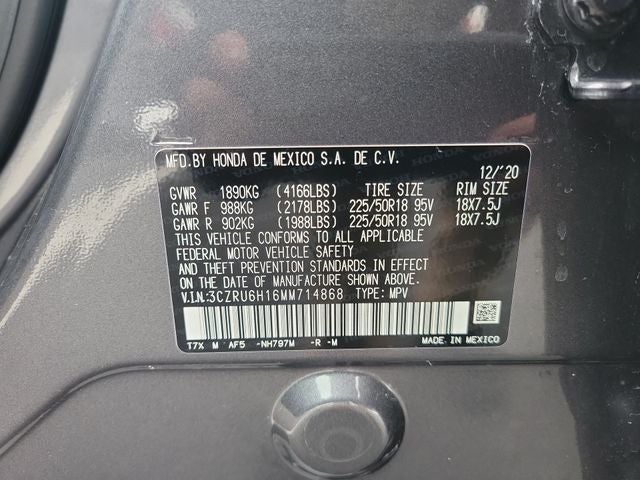 MFD.BY HONDA DE MEXICO S.A. DE C.V.
12/'20
GVWR 1890KG (4166LBS) TIRE SIZE RIM SIZE
GAWR F 988KG (2178LBS) 225/50R18 95V 18X7.5J
GAWR R 902KG (1988LBS) 225/50R18 95V 18X7.5J
THIS VEHICLE CONFORMS TO ALL APPLICABLE
FEDERAL MOTOR VEHICLE SAFETY
AND THEFT PREVENTION STANDARDS IN EFFECT
ON THE DATE OF MANUFACTURE SHOWN ABOVE.
V.I.N.:3CZRU6H16MM714868 TYPE: MPV
T7X M AF5 -NH797M -R -M MADE IN MEXICO